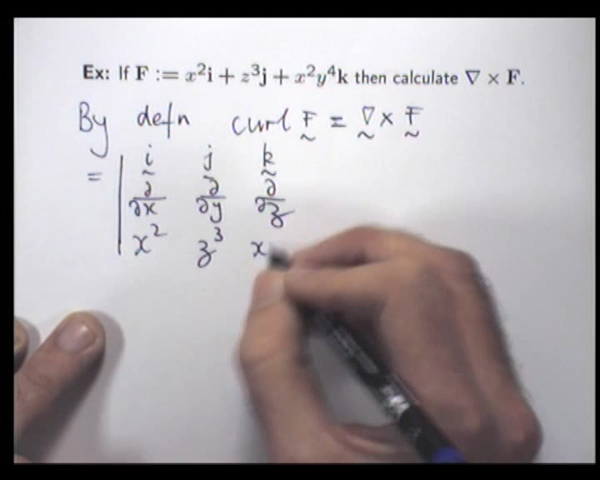 Ex: If F := x²i + z³j + x²y⁴k then calculate ∇ × F.
By defn curl F = ∇ × F
= | i j k
∂/∂x ∂/∂y ∂/∂z
x² z³ x